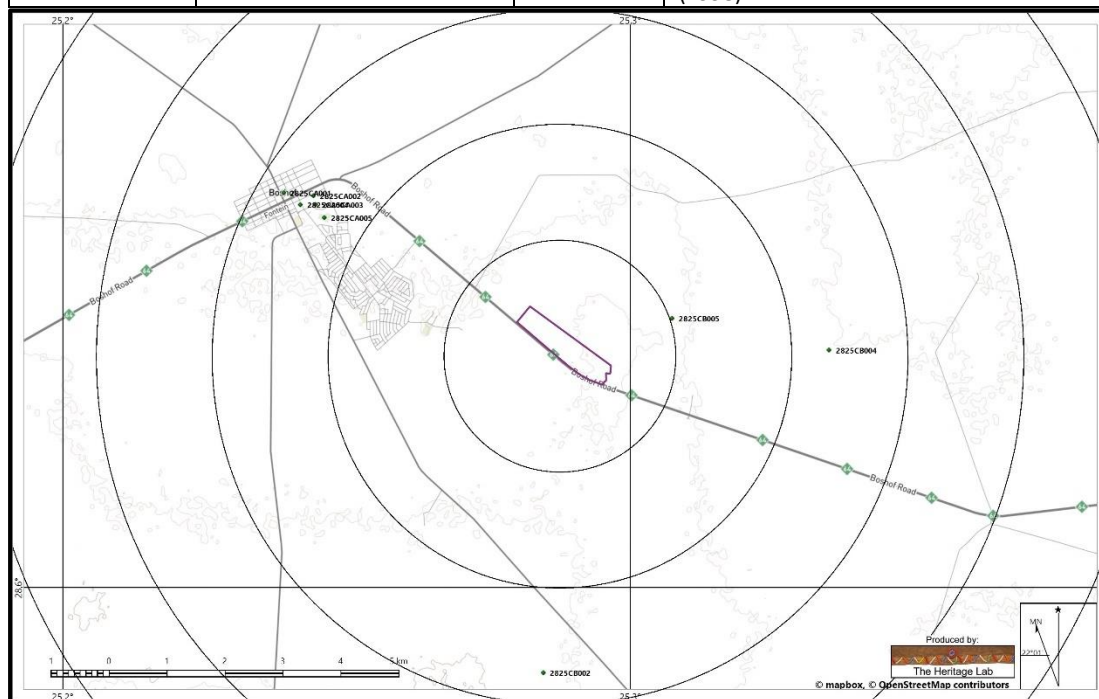 25.2°
25.3°
2825CA001
2825CA002
2825CA005
Fontein
Boshof Road
Boshof Road
2825CB005
2825CB004
Boshof Road
Boshof Road
28.6°
MN
22°01
1 0 1 2 3 4 5 km
2825CB002
Produced by:
The Heritage Lab
25.2°
25.3°
© mapbox, © OpenStreetMap contributors